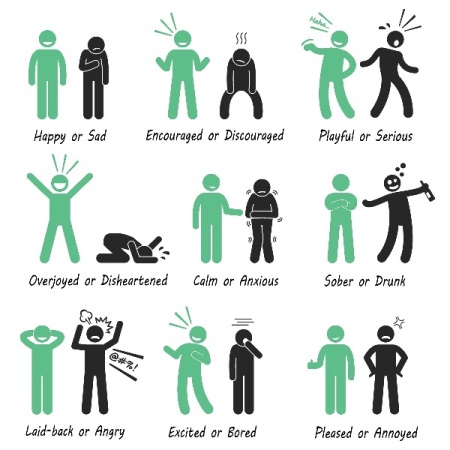 Haha..
Happy or Sad
Encouraged or Discouraged
Playful or Serious
Overjoyed or Disheartened
Calm or Anxious
Sober or Drunk
@#%!
Laid-back or Angry
Excited or Bored
Pleased or Annoyed